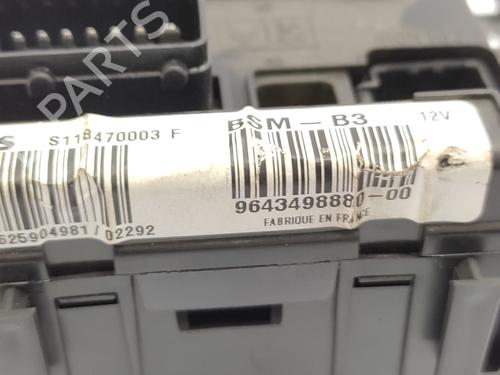 S S118470003 F BSM-B3 12V
9643498880-00
625904981/02292 FABRIQUE EN FRANCE
B-PARTS